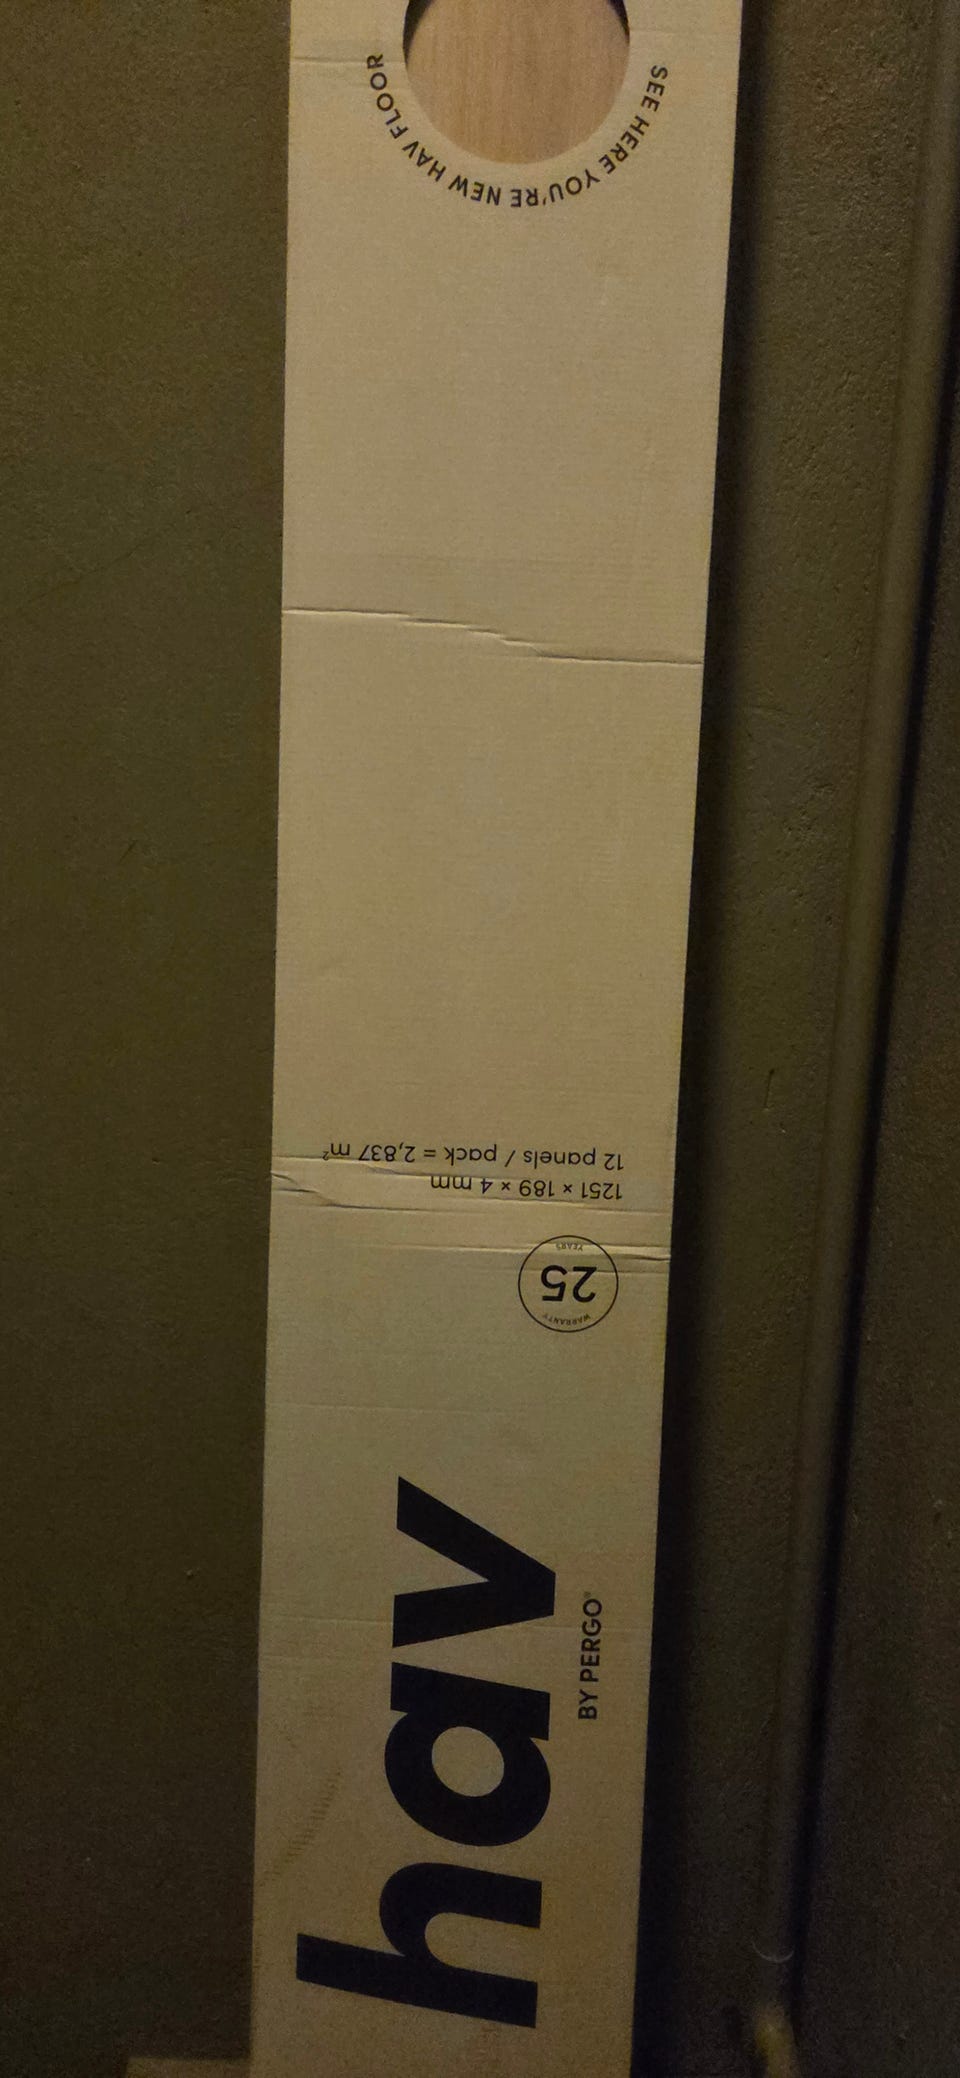 SEE HERE YOU'RE NEW HAV FLOOR
1251 × 189 × 4 mm
12 panels / pack = 2,837 m²
WARRANTY
25
YEARS
hav
BY PERGO®